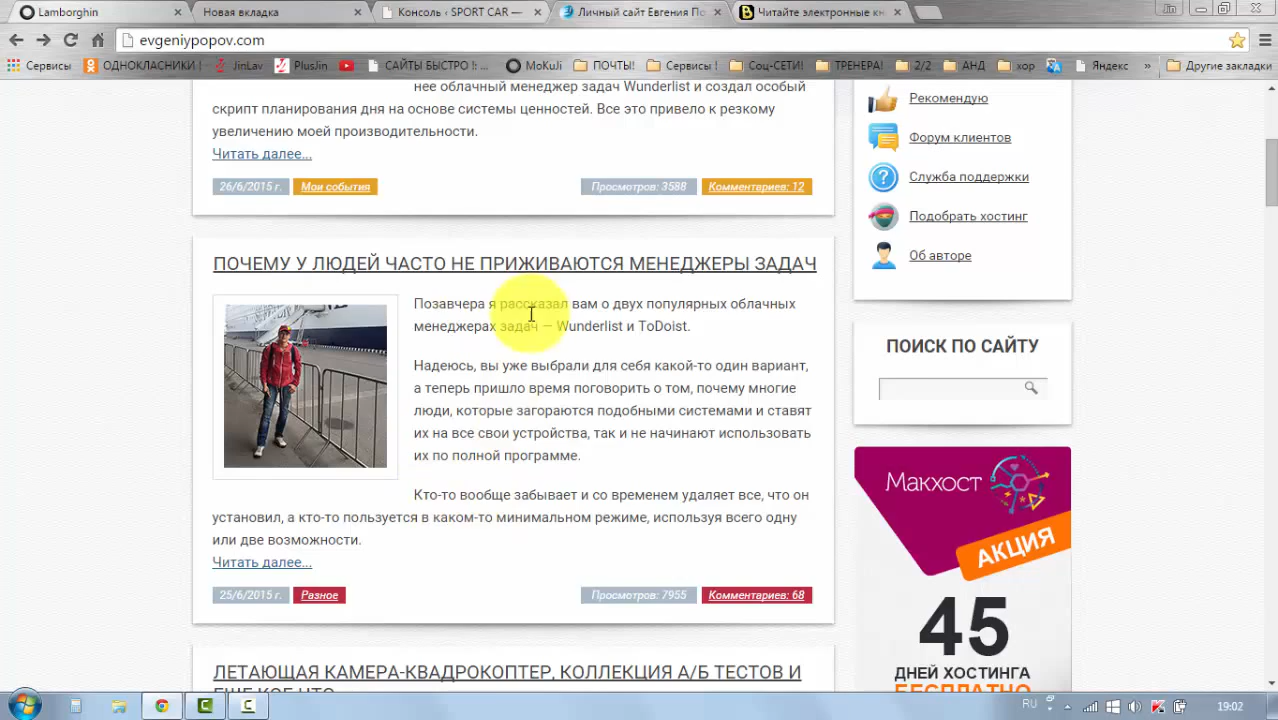 Lamborghin
Новая вкладка
Консоль ‹ SPORT CAR —
Личный сайт Евгения По
Читайте электронные кн
evgeniypopov.com
Сервисы
ОДНОКЛАСНИКИ
JinLav
PlusJin
САЙТЫ БЫСТРО !:...
MoKuJi
ПОЧТЫ!
Сервисы !
Соц-СЕТИ!
ТРЕНЕРА!
2/2
АНД
хор
Яндекс
»
Другие закладки
нее облачный менеджер задач Wunderlist и создал особый
скрипт планирования дня на основе системы ценностей. Все это привело к резкому
увеличению моей производительности.
Читать далее...
26/6/2015 г.
Мои события
Просмотров: 3588
Комментариев: 12
ПОЧЕМУ У ЛЮДЕЙ ЧАСТО НЕ ПРИЖИВАЮТСЯ МЕНЕДЖЕРЫ ЗАДАЧ
Позавчера я рассказал вам о двух популярных облачных
менеджерах задач — Wunderlist и ToDoist.
Надеюсь, вы уже выбрали для себя какой-то один вариант,
а теперь пришло время поговорить о том, почему многие
люди, которые загораются подобными системами и ставят
их на все свои устройства, так и не начинают использовать
их по полной программе.
Кто-то вообще забывает и со временем удаляет все, что он
установил, а кто-то пользуется в каком-то минимальном режиме, используя всего одну
или две возможности.
Читать далее...
25/6/2015 г.
Разное
Просмотров: 7955
Комментариев: 68
ЛЕТАЮЩАЯ КАМЕРА-КВАДРОКОПТЕР, КОЛЛЕКЦИЯ А/Б ТЕСТОВ И
ЕЩЕ КОЕ-ЧТО
Рекомендую
Форум клиентов
Служба поддержки
Подобрать хостинг
Об авторе
ПОИСК ПО САЙТУ
Макхост
АКЦИЯ
45
ДНЕЙ ХОСТИНГА
БЕСПЛАТНО
RU
19:02